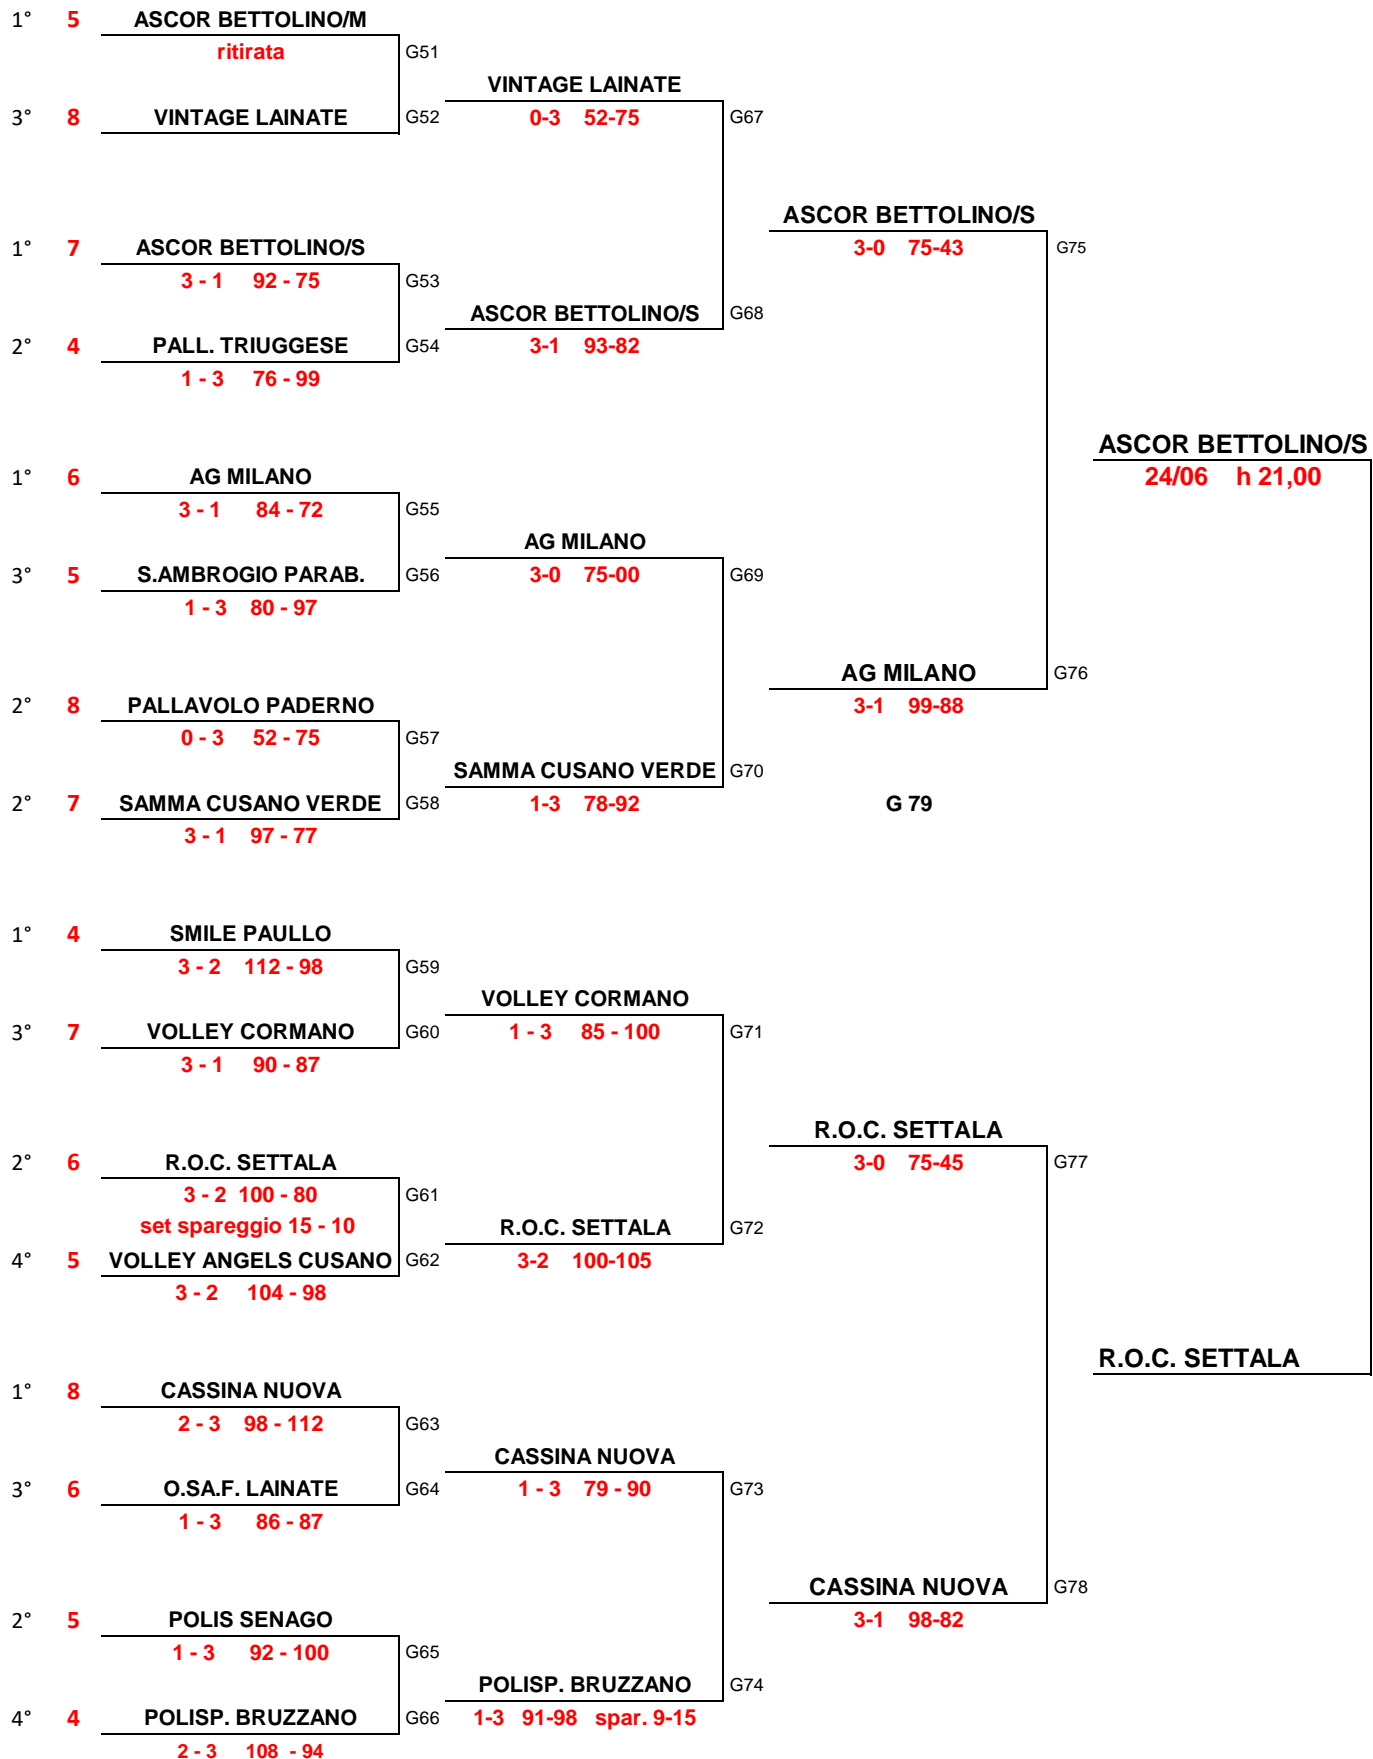 1° 5 ASCOR BETTOLINO/M
ritirata G51
VINTAGE LAINATE
3° 8 VINTAGE LAINATE G52 0-3 52-75 G67
ASCOR BETTOLINO/S
1° 7 ASCOR BETTOLINO/S 3-0 75-43 G75
3 - 1 92 - 75 G53
ASCOR BETTOLINO/S G68
2° 4 PALL. TRIUGGESE G54 3-1 93-82
1 - 3 76 - 99
ASCOR BETTOLINO/S
1° 6 AG MILANO 24/06 h 21,00
3 - 1 84 - 72 G55
AG MILANO
3° 5 S.AMBROGIO PARAB. G56 3-0 75-00 G69
1 - 3 80 - 97
AG MILANO G76
2° 8 PALLAVOLO PADERNO 3-1 99-88
0 - 3 52 - 75 G57
SAMMA CUSANO VERDE G70
2° 7 SAMMA CUSANO VERDE G58 1-3 78-92 G 79
3 - 1 97 - 77
1° 4 SMILE PAULLO
3 - 2 112 - 98 G59
VOLLEY CORMANO
3° 7 VOLLEY CORMANO G60 1 - 3 85 - 100 G71
3 - 1 90 - 87
R.O.C. SETTALA
2° 6 R.O.C. SETTALA 3-0 75-45 G77
3 - 2 100 - 80 G61
set spareggio 15 - 10 R.O.C. SETTALA G72
4° 5 VOLLEY ANGELS CUSANO G62 3-2 100-105
3 - 2 104 - 98
R.O.C. SETTALA
1° 8 CASSINA NUOVA
2 - 3 98 - 112 G63
CASSINA NUOVA
3° 6 O.SA.F. LAINATE G64 1 - 3 79 - 90 G73
1 - 3 86 - 87
CASSINA NUOVA G78
2° 5 POLIS SENAGO 3-1 98-82
1 - 3 92 - 100 G65
POLISP. BRUZZANO G74
4° 4 POLISP. BRUZZANO G66 1-3 91-98 spar. 9-15
2 - 3 108 - 94